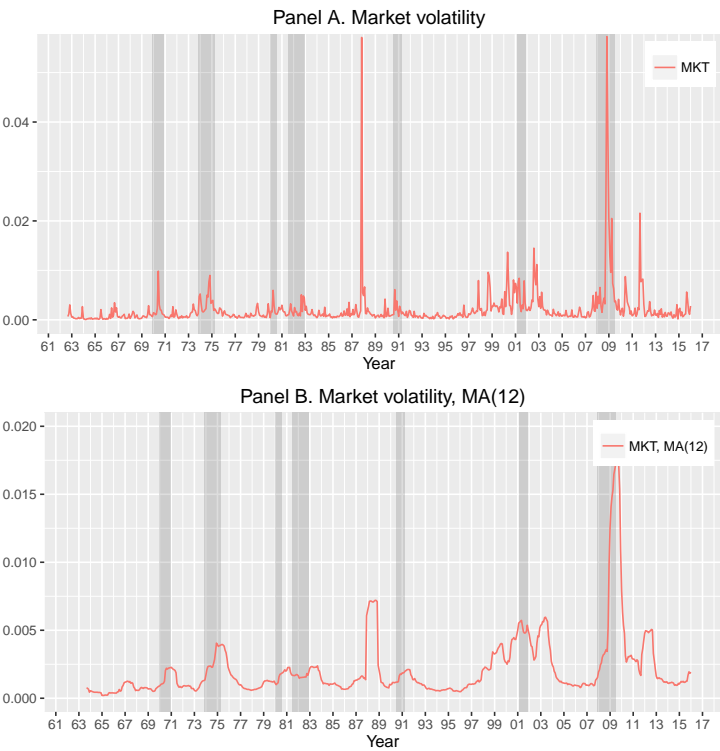 Panel A. Market volatility
MKT
0.04
0.02
0.00
61 63 65 67 69 71 73 75 77 79 81 83 85 87 89 91 93 95 97 99 01 03 05 07 09 11 13 15 17
Year
Panel B. Market volatility, MA(12)
0.020
MKT, MA(12)
0.015
0.010
0.005
0.000
61 63 65 67 69 71 73 75 77 79 81 83 85 87 89 91 93 95 97 99 01 03 05 07 09 11 13 15 17
Year